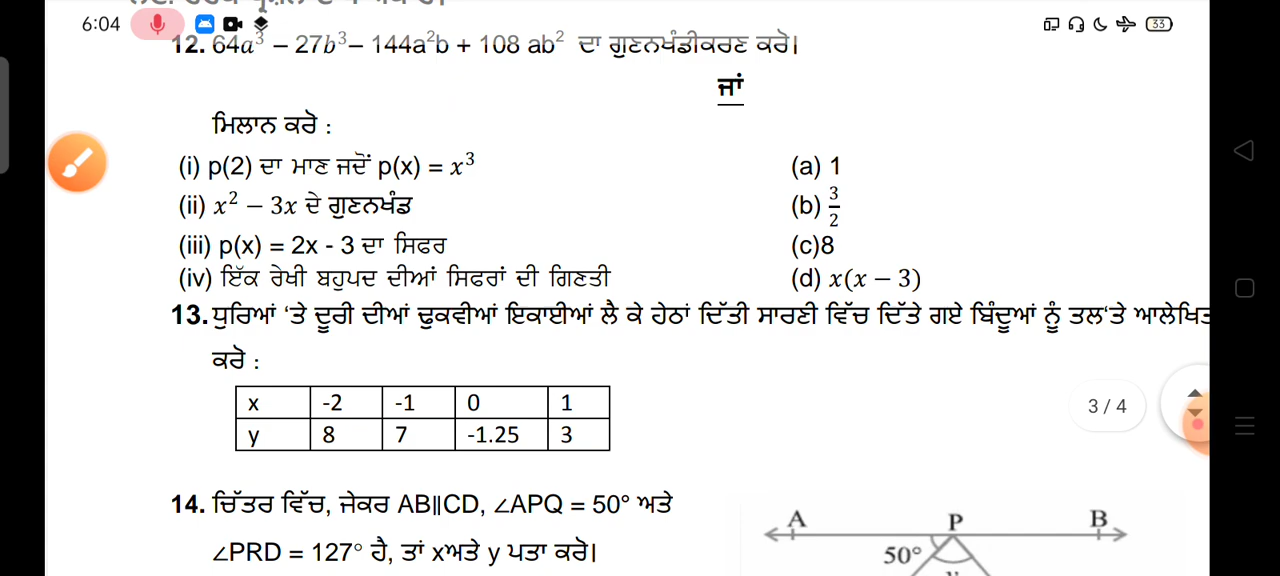 6:04
33
12. 64a³ – 27b³ – 144a²b + 108 ab² ਦਾ ਗੁਣਨਖੰਡੀਕਰਣ ਕਰੋ।
ਜਾਂ
ਮਿਲਾਨ ਕਰੋ :
(i) p(2) ਦਾ ਮਾਣ ਜਦੋਂ p(x) = x³ (a) 1
(ii) x² – 3x ਦੇ ਗੁਣਨਖੰਡ (b) 3/2
(iii) p(x) = 2x - 3 ਦਾ ਸਿਫਰ (c)8
(iv) ਇੱਕ ਰੇਖੀ ਬਹੁਪਦ ਦੀਆਂ ਸਿਫਰਾਂ ਦੀ ਗਿਣਤੀ (d) x(x – 3)
13. ਧੁਰਿਆਂ ‘ਤੇ ਦੂਰੀ ਦੀਆਂ ਢੁਕਵੀਆਂ ਇਕਾਈਆਂ ਲੈ ਕੇ ਹੇਠਾਂ ਦਿੱਤੀ ਸਾਰਣੀ ਵਿੱਚ ਦਿੱਤੇ ਗਏ ਬਿੰਦੂਆਂ ਨੂੰ ਤਲ‘ਤੇ ਆਲੇਖਿਤ
ਕਰੋ :
x -2 -1 0 1
y 8 7 -1.25 3
3 / 4
14. ਚਿੱਤਰ ਵਿੱਚ, ਜੇਕਰ AB||CD, ∠APQ = 50° ਅਤੇ
∠PRD = 127° ਹੈ, ਤਾਂ xਅਤੇ y ਪਤਾ ਕਰੋ।
A P B
50°